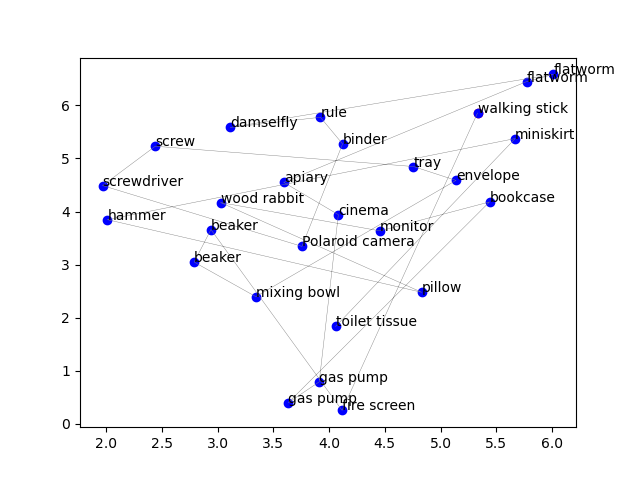 flatworm
flatworm
walking stick
rule
damselfly
miniskirt
binder
screw
tray
envelope
apiary
screwdriver
wood rabbit
bookcase
cinema
hammer
beaker
monitor
Polaroid camera
beaker
pillow
mixing bowl
toilet tissue
gas pump
gas pump
fire screen
6
5
4
3
2
1
0
2.0 2.5 3.0 3.5 4.0 4.5 5.0 5.5 6.0